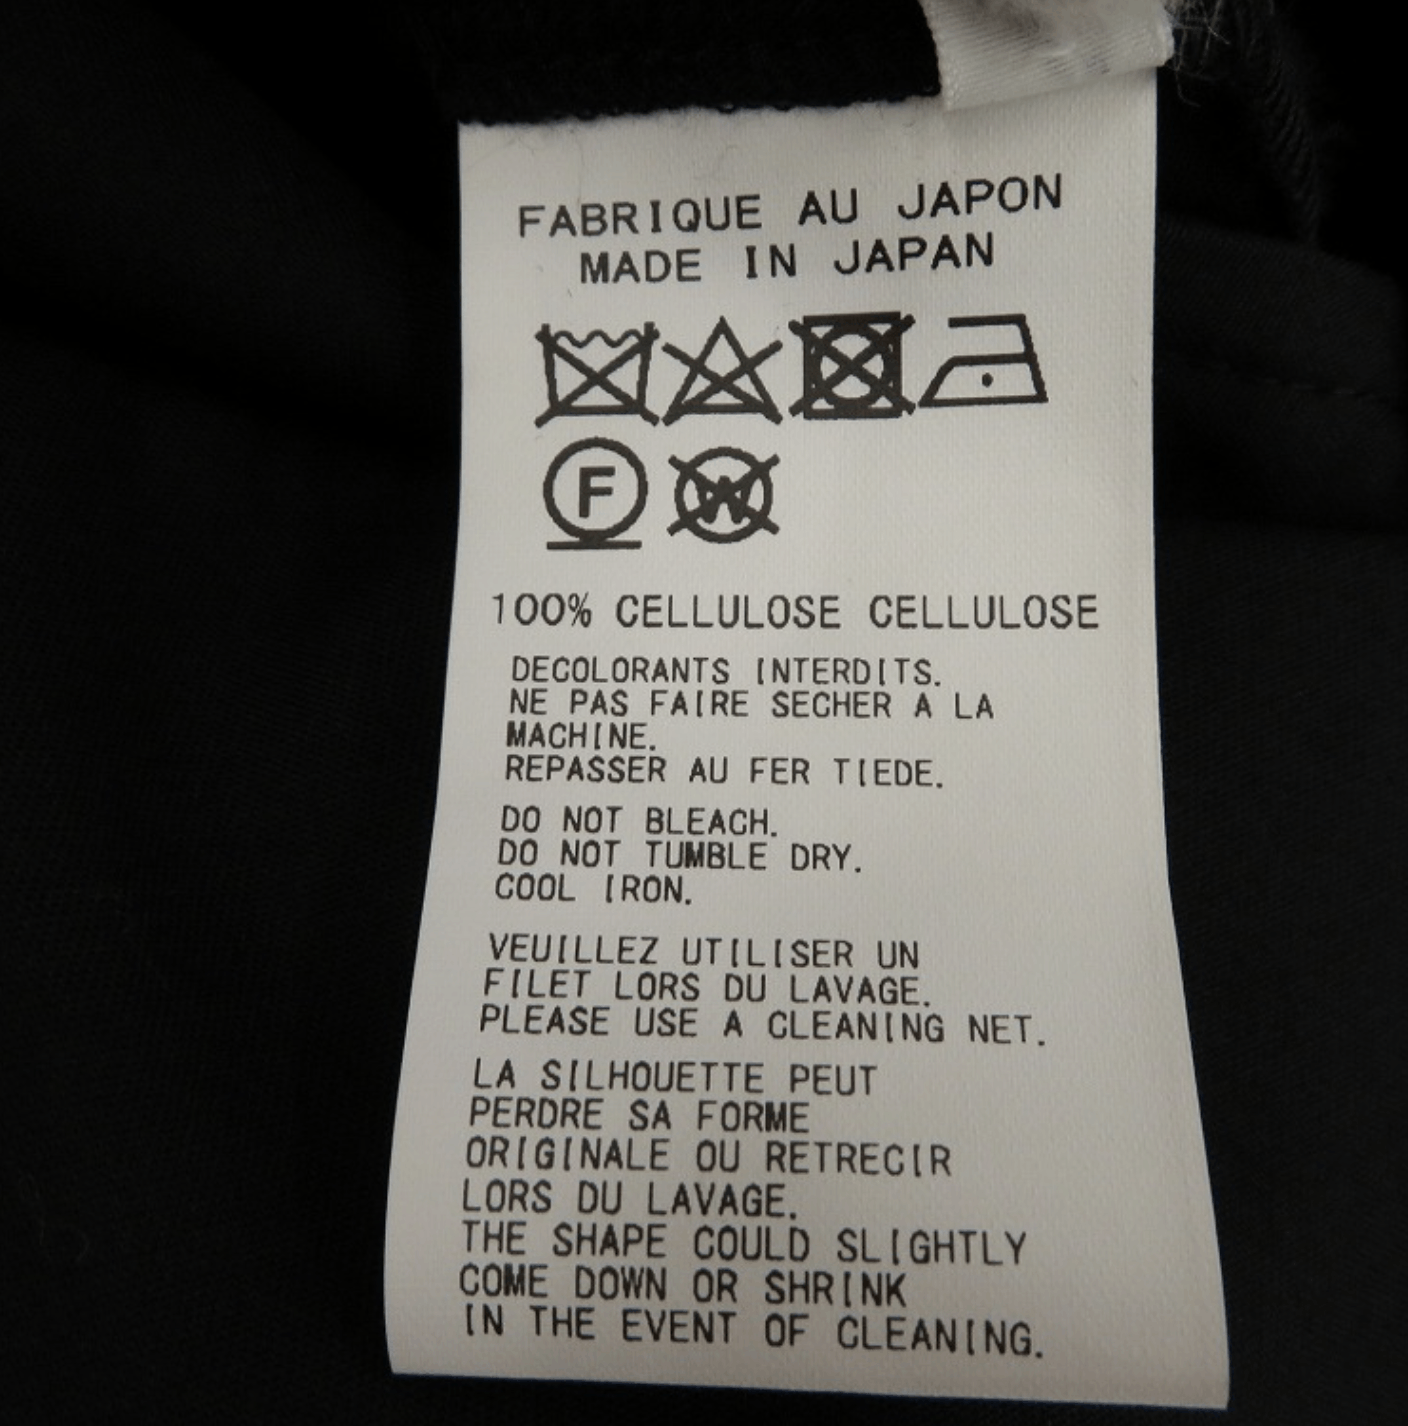 FABRIQUE AU JAPON
MADE IN JAPAN
F W
100% CELLULOSE CELLULOSE
DECOLORANTS INTERDITS.
NE PAS FAIRE SECHER A LA
MACHINE.
REPASSER AU FER TIEDE.
DO NOT BLEACH.
DO NOT TUMBLE DRY.
COOL IRON.
VEUILLEZ UTILISER UN
FILET LORS DU LAVAGE.
PLEASE USE A CLEANING NET.
LA SILHOUETTE PEUT
PERDRE SA FORME
ORIGINALE OU RETRECIR
LORS DU LAVAGE.
THE SHAPE COULD SLIGHTLY
COME DOWN OR SHRINK
IN THE EVENT OF CLEANING.